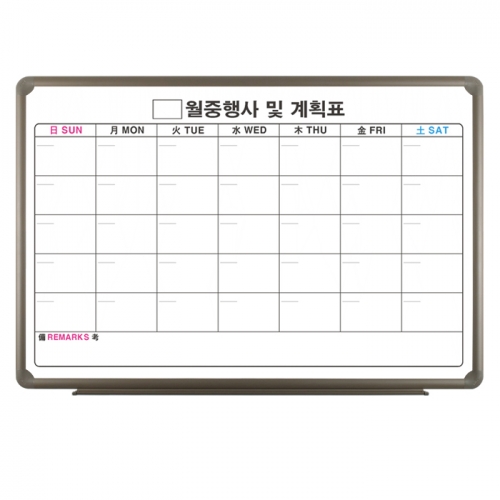 월중행사 및 계획표
日 SUN 月 MON 火 TUE 水 WED 木 THU 金 FRI 土 SAT
備 REMARKS 考